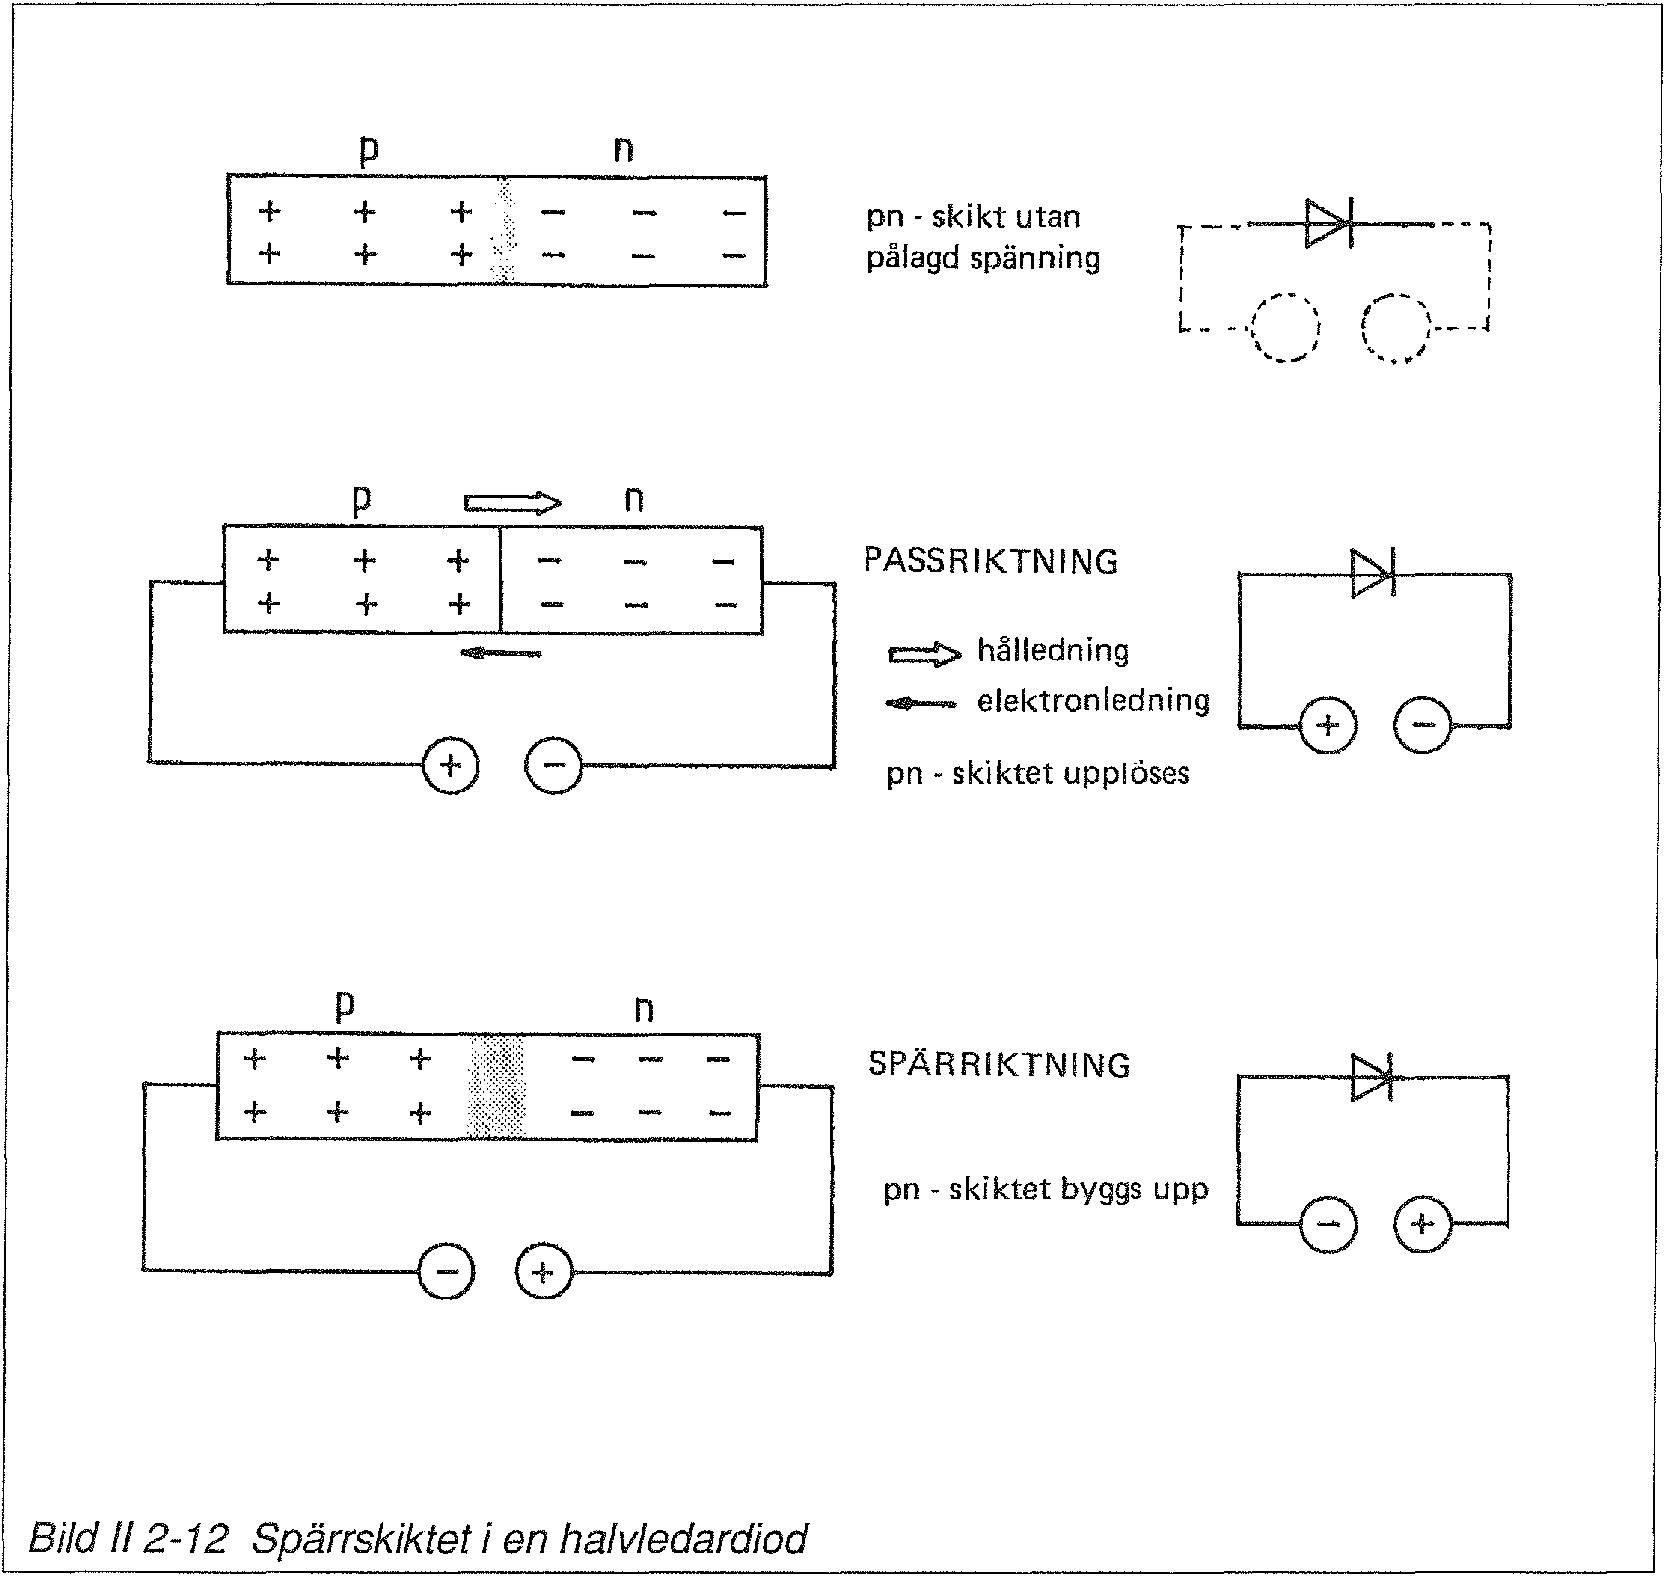 p n
+ + + - - -
+ + + - - -
pn - skikt utan
pålagd spänning
p n
+ + + - - -
+ + + - - -
+ -
PASSRIKTNING
hålledning
elektronledning
pn - skiktet upplöses
+ -
p n
+ + + - - -
+ + + - - -
- +
SPÄRRIKTNING
pn - skiktet byggs upp
- +
Bild II 2-12 Spärrskiktet i en halvledardiod